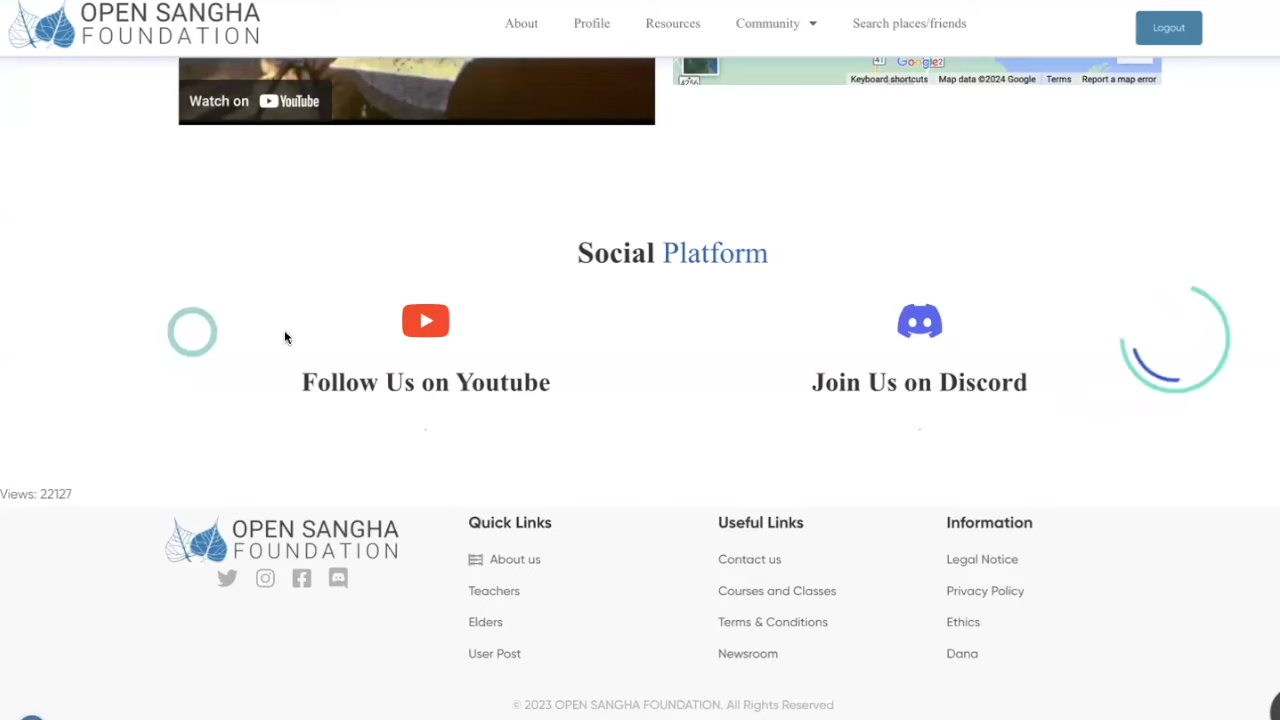 OPEN SANGHA
FOUNDATION
About Profile Resources Community Search places/friends
Logout
Watch on YouTube
41 Google
4256
Keyboard shortcuts Map data ©2024 Google Terms Report a map error
Social Platform
Follow Us on Youtube
Join Us on Discord
Views: 22127
OPEN SANGHA
FOUNDATION
Quick Links
About us
Teachers
Elders
User Post
Useful Links
Contact us
Courses and Classes
Terms & Conditions
Newsroom
Information
Legal Notice
Privacy Policy
Ethics
Dana
© 2023 OPEN SANGHA FOUNDATION. All Rights Reserved